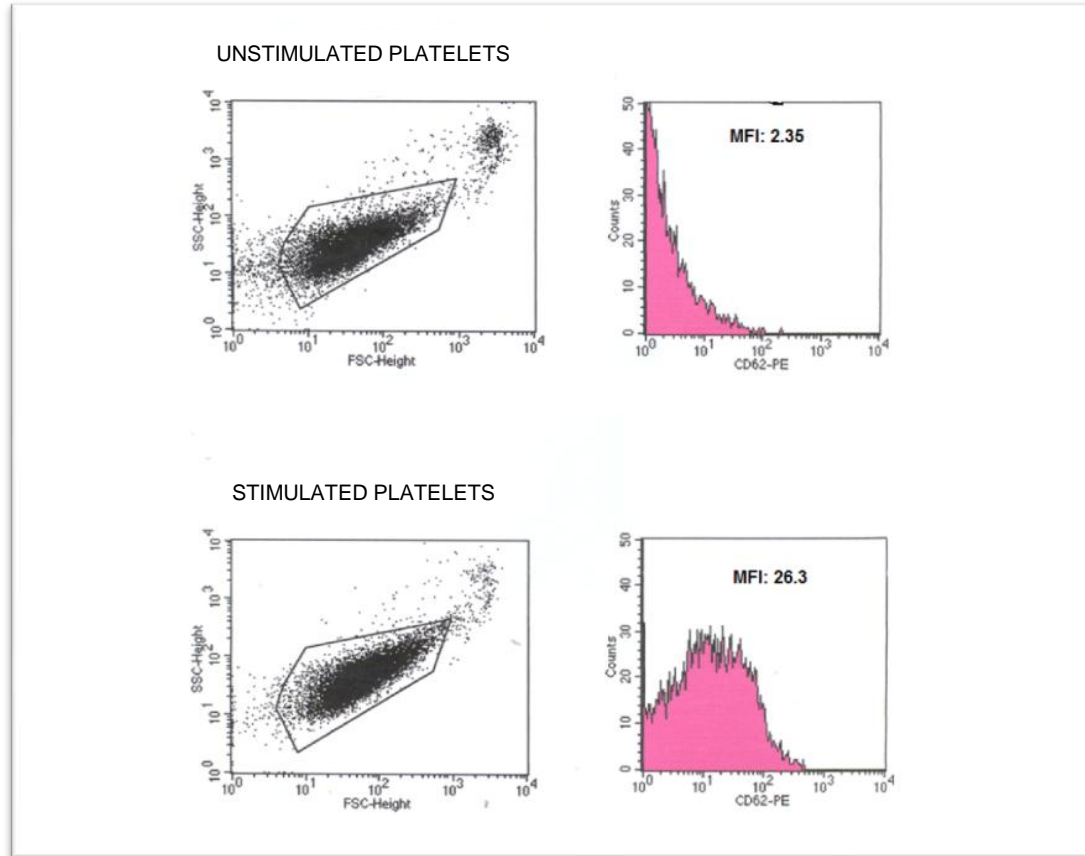 UNSTIMULATED PLATELETS
10^4
10^3
10^2
10^1
10^0
SSC-Height
10^0 10^1 10^2 10^3 10^4
FSC-Height
MFI: 2.35
50
40
30
20
10
0
Counts
10^0 10^1 10^2 10^3 10^4
CD62-PE
STIMULATED PLATELETS
10^4
10^3
10^2
10^1
10^0
SSC-Height
10^0 10^1 10^2 10^3 10^4
FSC-Height
MFI: 26.3
50
40
30
20
10
0
Counts
10^0 10^1 10^2 10^3 10^4
CD62-PE